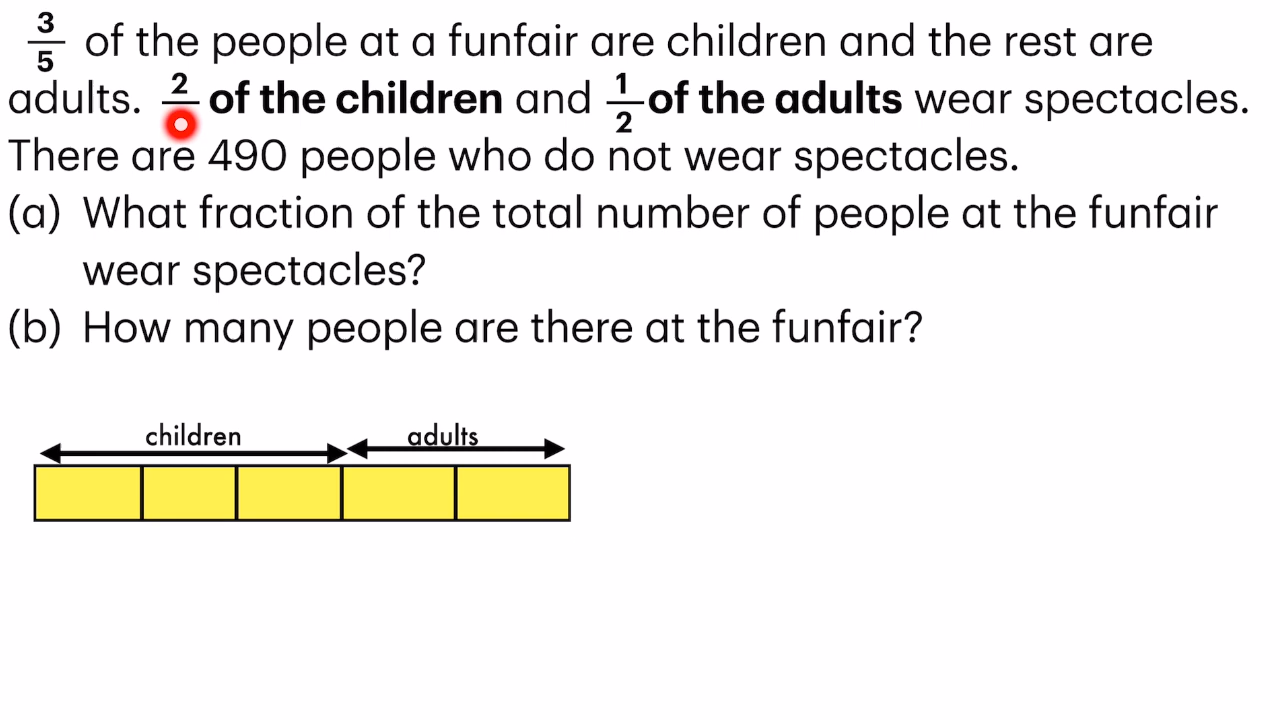 3/5 of the people at a funfair are children and the rest are
adults. 2/ of the children and 1/2 of the adults wear spectacles.
There are 490 people who do not wear spectacles.
(a) What fraction of the total number of people at the funfair
wear spectacles?
(b) How many people are there at the funfair?
children adults